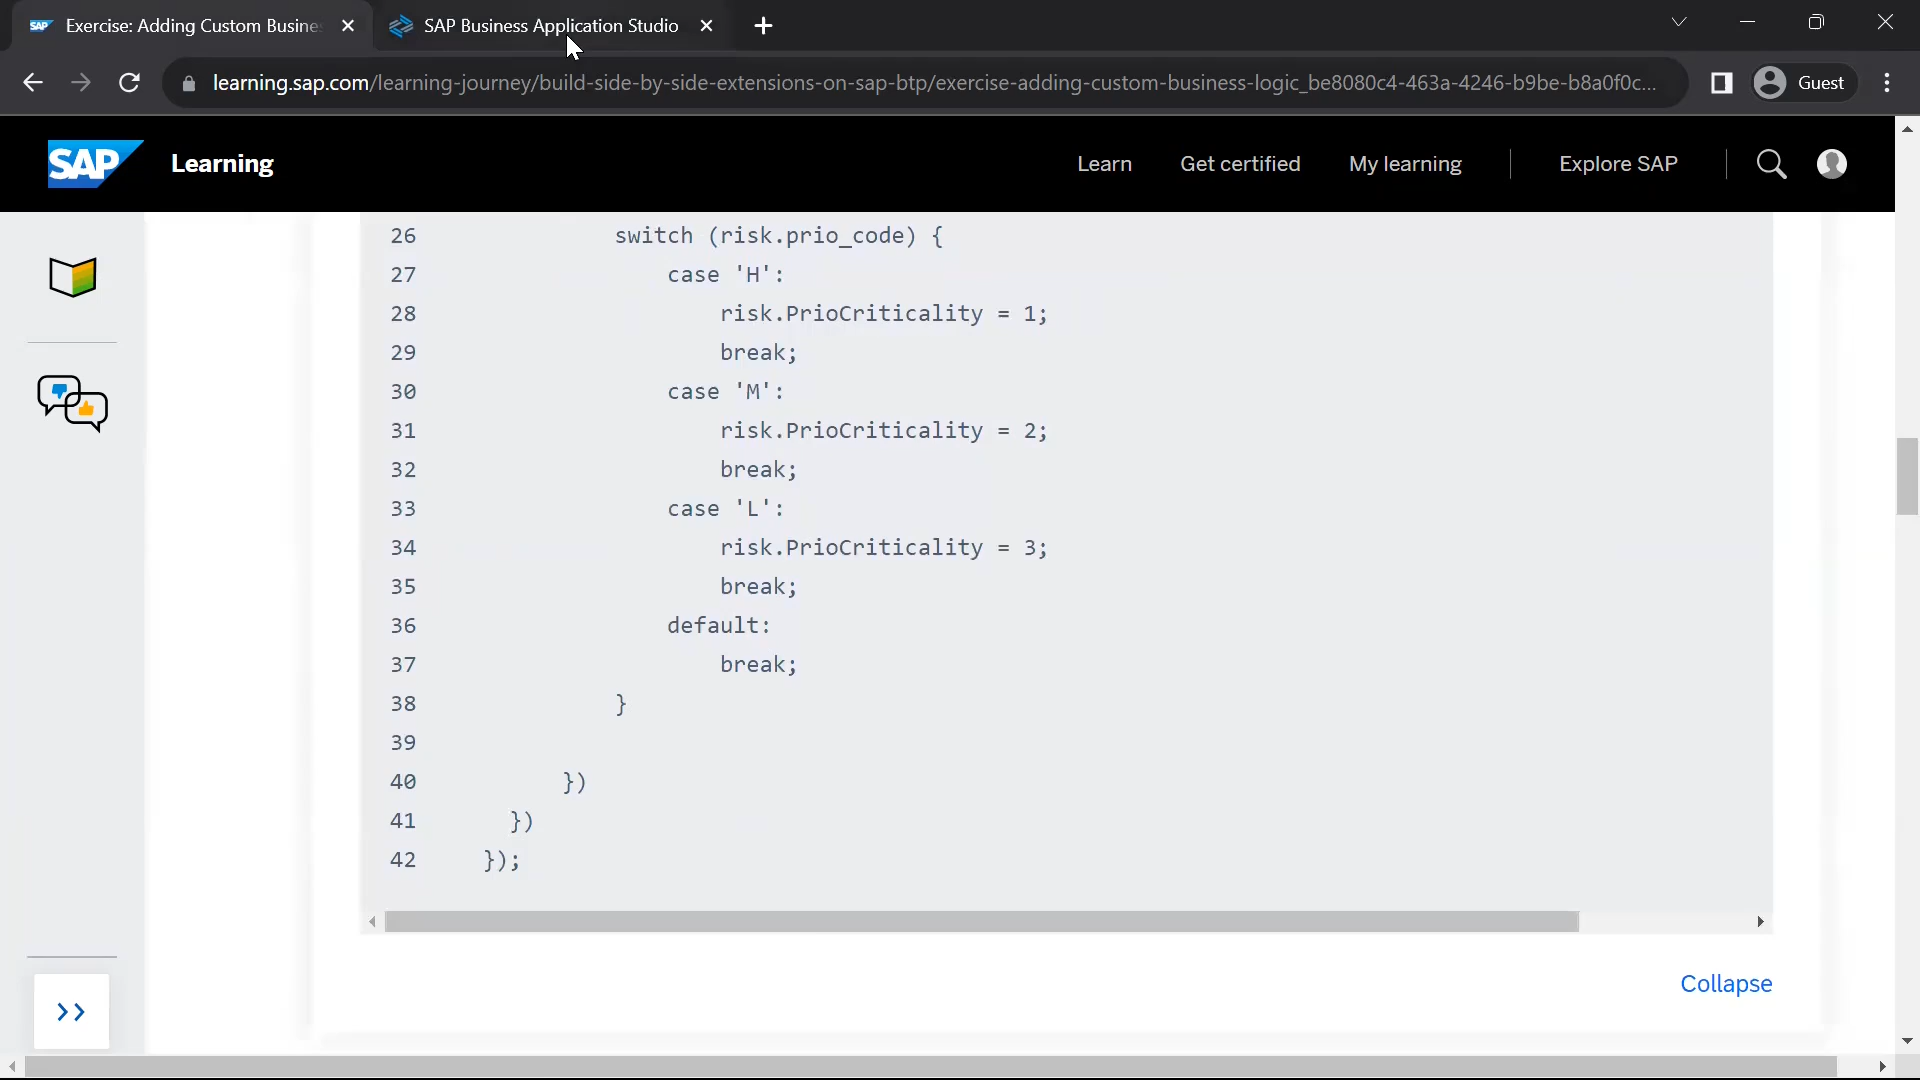 Exercise: Adding Custom Busine
SAP Business Application Studio
learning.sap.com/learning-journey/build-side-by-side-extensions-on-sap-btp/exercise-adding-custom-business-logic_be8080c4-463a-4246-b9be-b8a0f0c...
Guest
SAP Learning
Learn
Get certified
My learning
Explore SAP
26 switch (risk.prio_code) {
27 case 'H':
28 risk.PrioCriticality = 1;
29 break;
30 case 'M':
31 risk.PrioCriticality = 2;
32 break;
33 case 'L':
34 risk.PrioCriticality = 3;
35 break;
36 default:
37 break;
38 }
39
40 })
41 })
42 });
Collapse